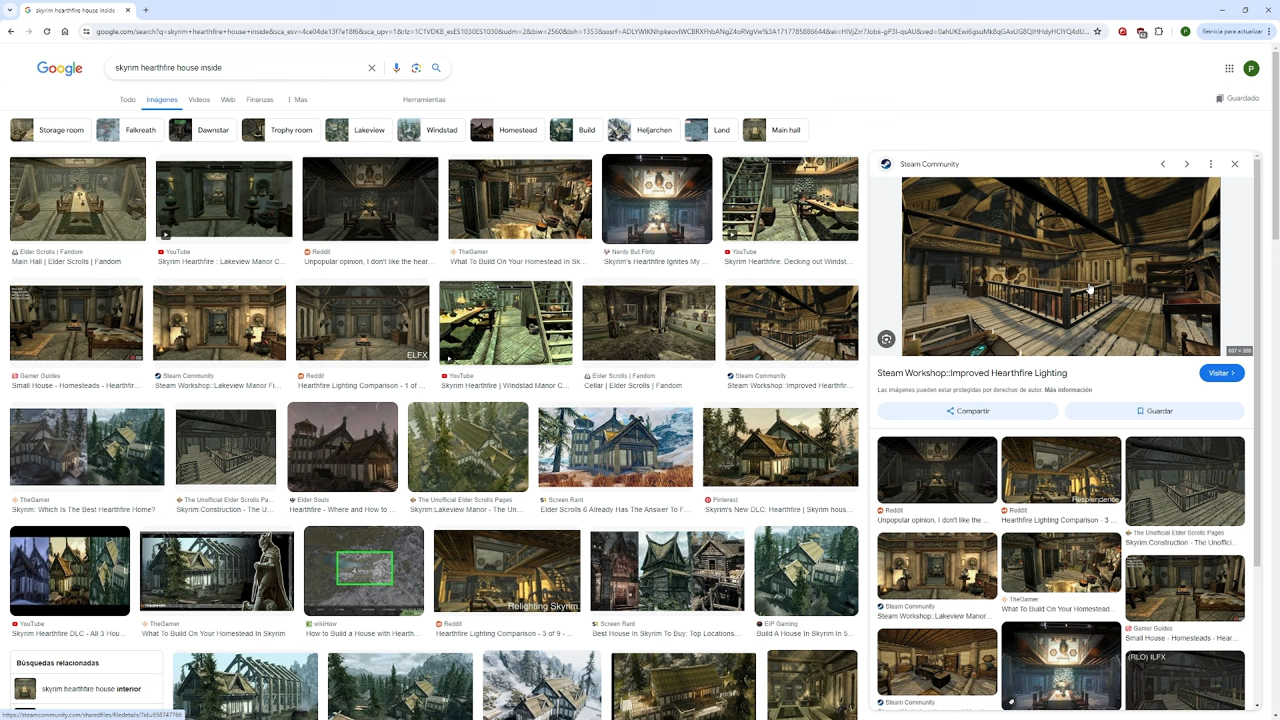 skyrim hearthfire house inside
Reinicia para actualizar
Google
skyrim hearthfire house inside
P
Todo
Imágenes
Vídeos
Web
Finanzas
Más
Herramientas
Guardado
Storage room
Falkreath
Dawnstar
Trophy room
Lakeview
Windstad
Homestead
Build
Heljarchen
Land
Main hall
Elder Scrolls | Fandom
Main Hall | Elder Scrolls | Fandom
YouTube
Skyrim Hearthfire : Lakeview Manor C...
Reddit
Unpopular opinion, I don't like the hear...
TheGamer
What To Build On Your Homestead In Sk...
Nerdy But Flirty
Skyrim's Hearthfire Ignites My ...
YouTube
Skyrim Hearthfire: Decking out Windst...
ELFX
Gamer Guides
Small House - Homesteads - Hearthfir...
Steam Community
Steam Workshop::Lakeview Manor Fi...
Reddit
Hearthfire Lighting Comparison - 1 of ...
YouTube
Skyrim Hearthfire | Windstad Manor C...
Elder Scrolls | Fandom
Cellar | Elder Scrolls | Fandom
Steam Community
Steam Workshop::Improved Hearthfir...
TheGamer
Skyrim: Which Is The Best Hearthfire Home?
The Unofficial Elder Scrolls Pa...
Skyrim:Construction - The U...
Elder Souls
Hearthfire - Where and How to ...
The Unofficial Elder Scrolls Pages
Skyrim:Lakeview Manor - The Un...
Screen Rant
Elder Scrolls 6 Already Has The Answer To F...
Pinterest
Skyrim's New DLC: Hearthfire | Skyrim hous...
Relighting Skyrim
YouTube
Skyrim Hearthfire DLC - All 3 Hou...
TheGamer
What To Build On Your Homestead In Skyrim
wikiHow
How to Build a House with Hearth...
Reddit
Hearthfire Lighting Comparison - 3 of 9 - ...
Screen Rant
Best House In Skyrim To Buy: Top Locations...
EIP Gaming
Build A House In Skyrim In 5...
Búsquedas relacionadas
skyrim hearthfire house interior
https://steamcommunity.com/sharedfiles/filedetails/?id=858747766
Steam Community
637 × 358
Steam Workshop::Improved Hearthfire Lighting
Visitar
Las imágenes pueden estar protegidas por derechos de autor. Más información
Compartir
Guardar
Reddit
Unpopular opinion, I don't like the ...
Resplendence
Reddit
Hearthfire Lighting Comparison - 3 ...
The Unofficial Elder Scrolls Pages
Skyrim:Construction - The Unoffici...
Steam Community
Steam Workshop::Lakeview Manor...
TheGamer
What To Build On Your Homestead...
Gamer Guides
Small House - Homesteads - Hear...
Steam Community
(RLO) ILFX